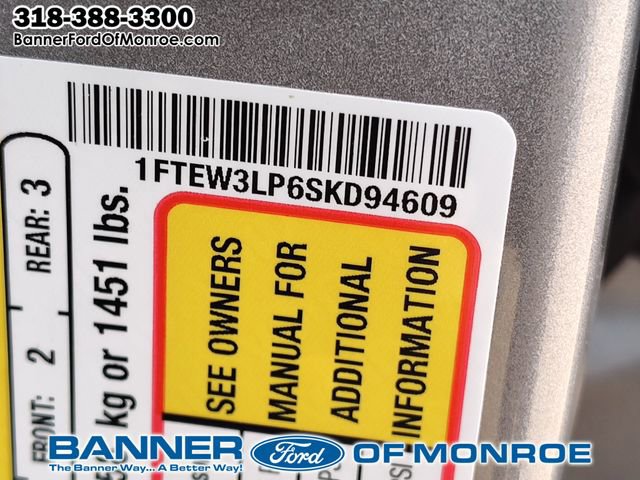 318-388-3300
BannerFordOfMonroe.com
1FTEW3LP6SKD94609
REAR: 3
FRONT: 2
kg or 1451 lbs.
SEE OWNERS
MANUAL FOR
ADDITIONAL
INFORMATION
BANNER Ford OF MONROE
The Banner Way... A Better Way!